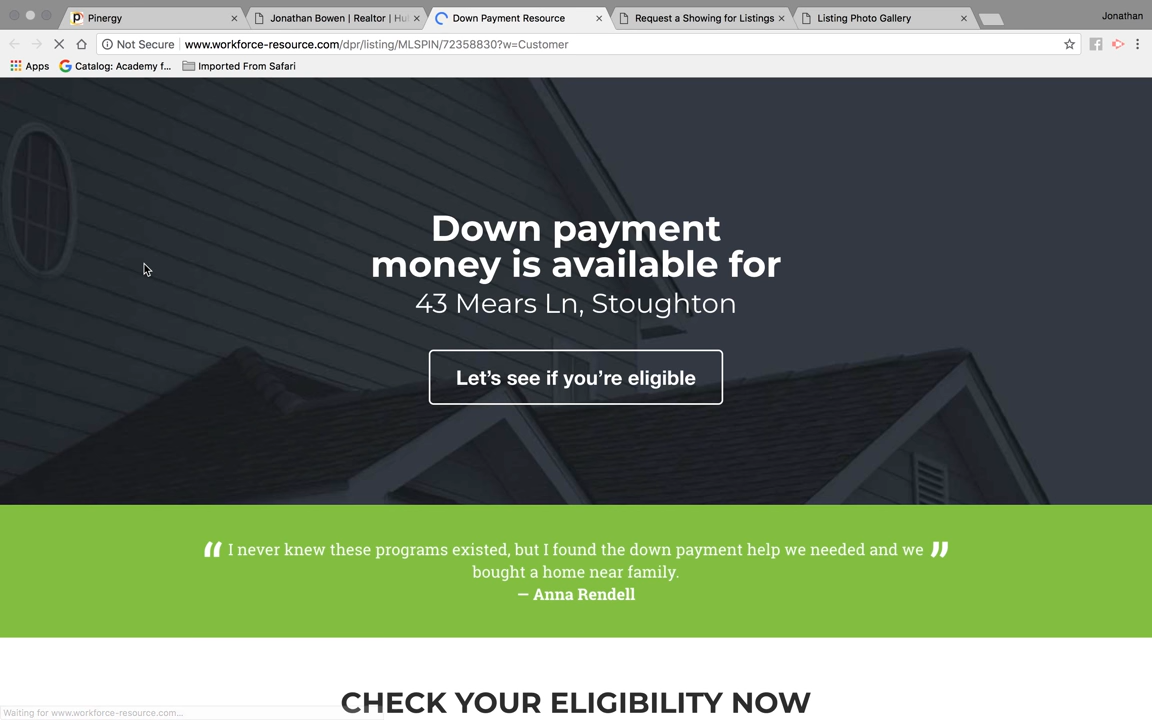 Pinergy
Jonathan Bowen | Realtor | Hu
Down Payment Resource
Request a Showing for Listings
Listing Photo Gallery
Jonathan
Not Secure
www.workforce-resource.com/dpr/listing/MLSPIN/72358830?w=Customer
Apps
Catalog: Academy f...
Imported From Safari
Down payment
money is available for
43 Mears Ln, Stoughton
Let's see if you're eligible
“ I never knew these programs existed, but I found the down payment help we needed and we ”
bought a home near family.
— Anna Rendell
CHECK YOUR ELIGIBILITY NOW
Waiting for www.workforce-resource.com...